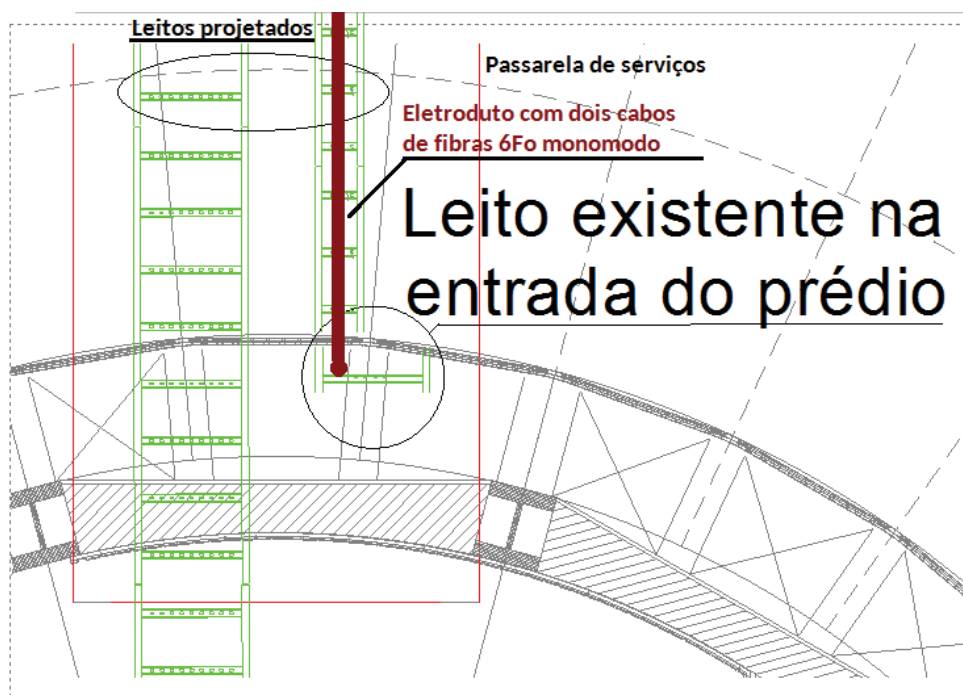 Leitos projetados
Passarela de serviços
Eletroduto com dois cabos
de fibras 6Fo monomodo
Leito existente na
entrada do prédio